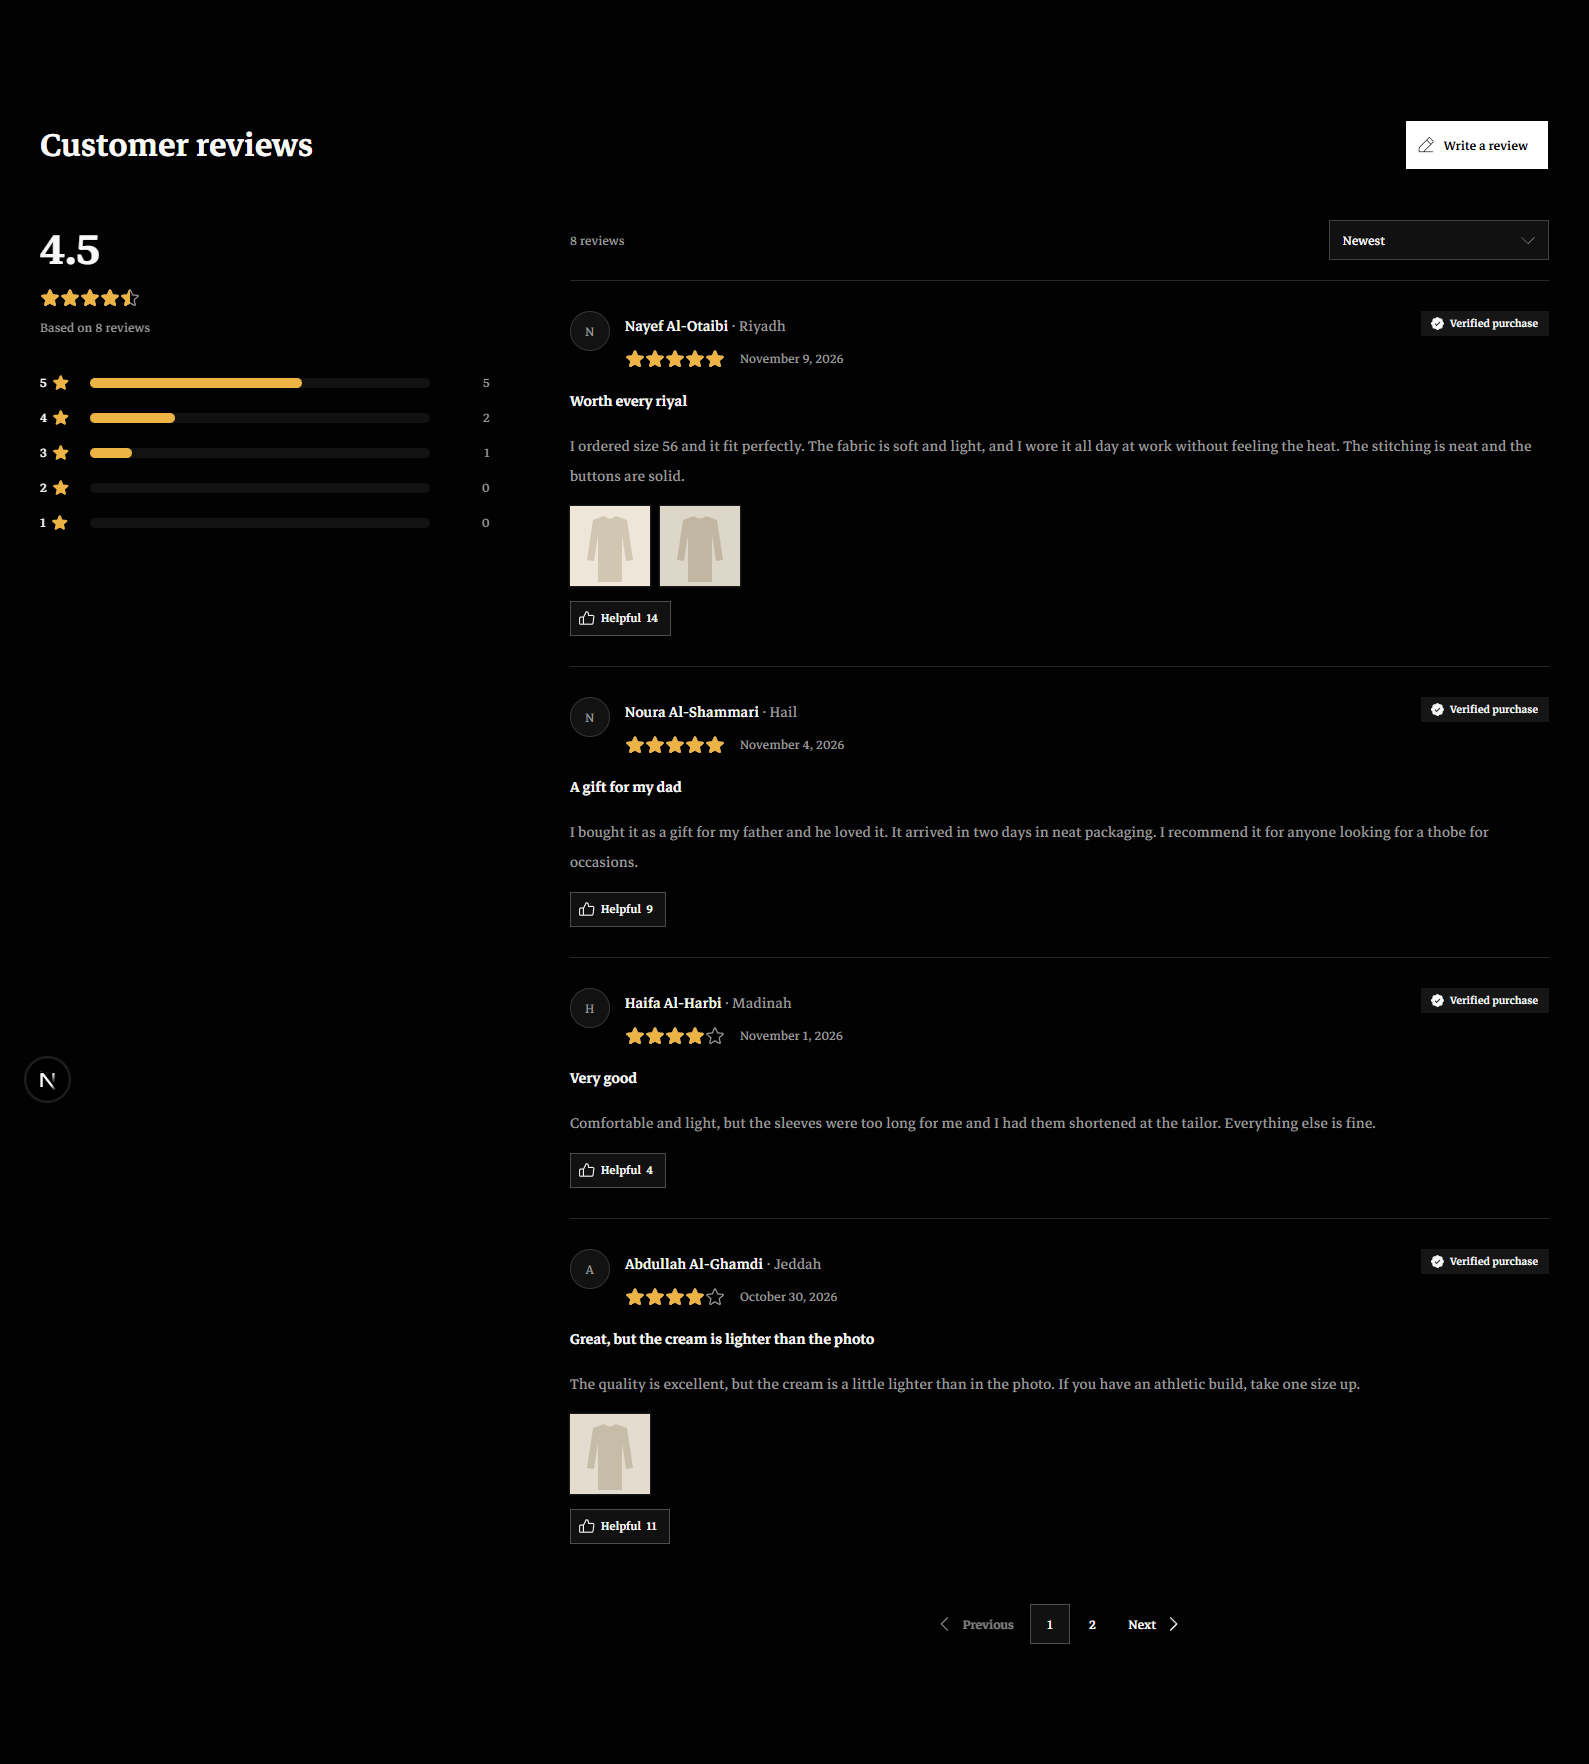 Customer reviews
Write a review
4.5
Based on 8 reviews
5 5
4 2
3 1
2 0
1 0
8 reviews
Newest
N
Nayef Al-Otaibi · Riyadh
Verified purchase
November 9, 2026
Worth every riyal
I ordered size 56 and it fit perfectly. The fabric is soft and light, and I wore it all day at work without feeling the heat. The stitching is neat and the
buttons are solid.
Helpful 14
N
Noura Al-Shammari · Hail
Verified purchase
November 4, 2026
A gift for my dad
I bought it as a gift for my father and he loved it. It arrived in two days in neat packaging. I recommend it for anyone looking for a thobe for
occasions.
Helpful 9
H
Haifa Al-Harbi · Madinah
Verified purchase
November 1, 2026
Very good
Comfortable and light, but the sleeves were too long for me and I had them shortened at the tailor. Everything else is fine.
Helpful 4
N
A
Abdullah Al-Ghamdi · Jeddah
Verified purchase
October 30, 2026
Great, but the cream is lighter than the photo
The quality is excellent, but the cream is a little lighter than in the photo. If you have an athletic build, take one size up.
Helpful 11
Previous 1 2 Next